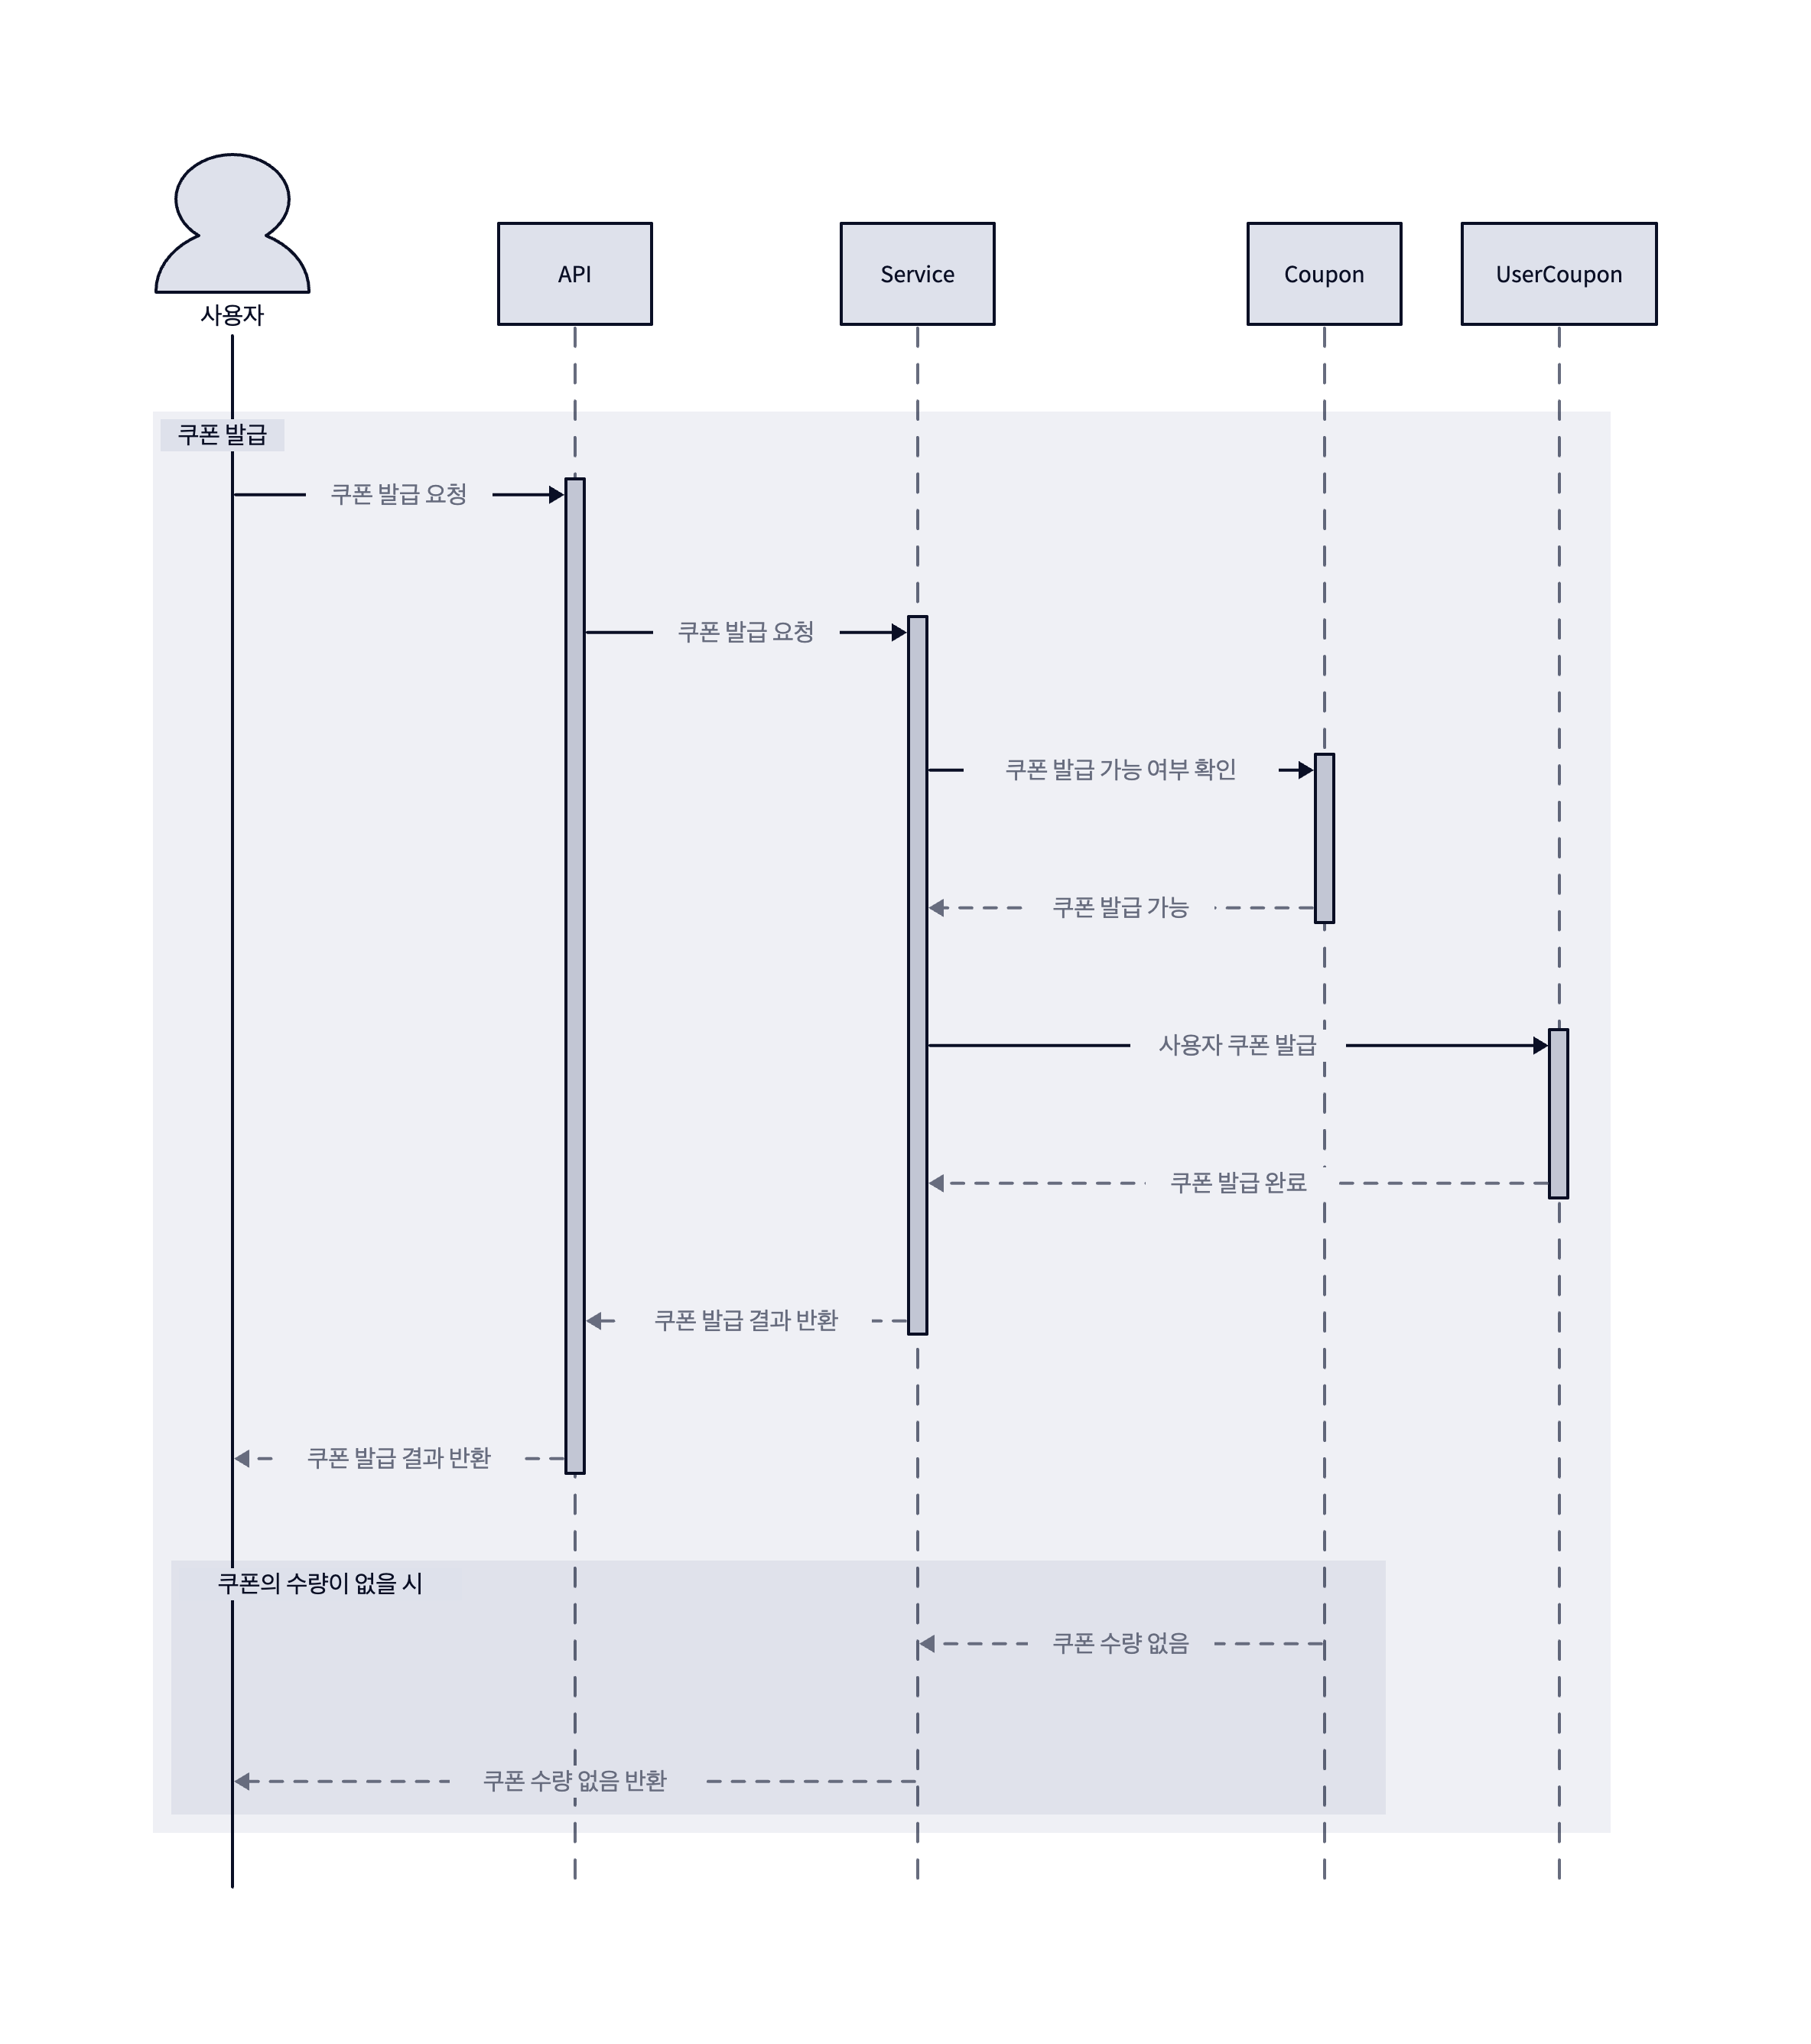 사용자
API
Service
Coupon
UserCoupon
쿠폰 발급
쿠폰 발급 요청
쿠폰 발급 요청
쿠폰 발급 가능 여부 확인
쿠폰 발급 가능
사용자 쿠폰 발급
쿠폰 발급 완료
쿠폰 발급 결과 반환
쿠폰 발급 결과 반환
쿠폰의 수량이 없을 시
쿠폰 수량 없음
쿠폰 수량 없음 반환